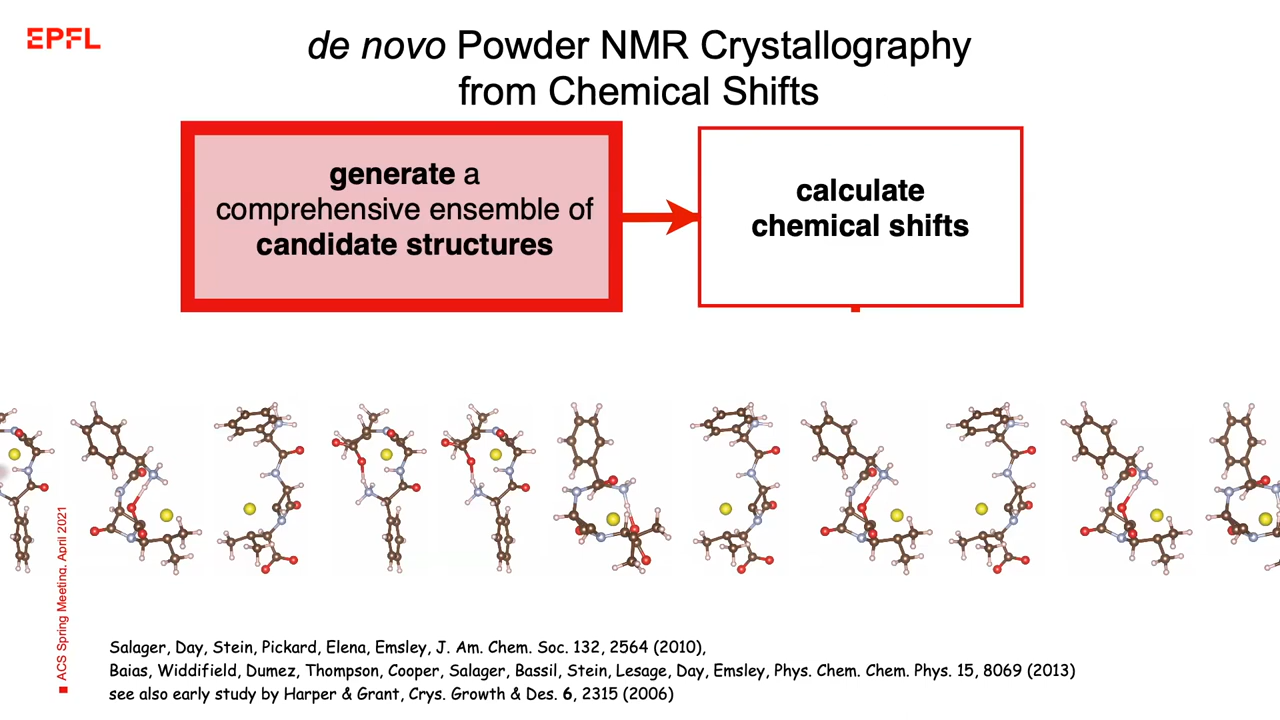 EPFL
de novo Powder NMR Crystallography
from Chemical Shifts
generate a
comprehensive ensemble of
candidate structures
calculate
chemical shifts
ACS Spring Meeting, April 2021
Salager, Day, Stein, Pickard, Elena, Emsley, J. Am. Chem. Soc. 132, 2564 (2010),
Baias, Widdifield, Dumez, Thompson, Cooper, Salager, Bassil, Stein, Lesage, Day, Emsley, Phys. Chem. Chem. Phys. 15, 8069 (2013)
see also early study by Harper & Grant, Crys. Growth & Des. 6, 2315 (2006)